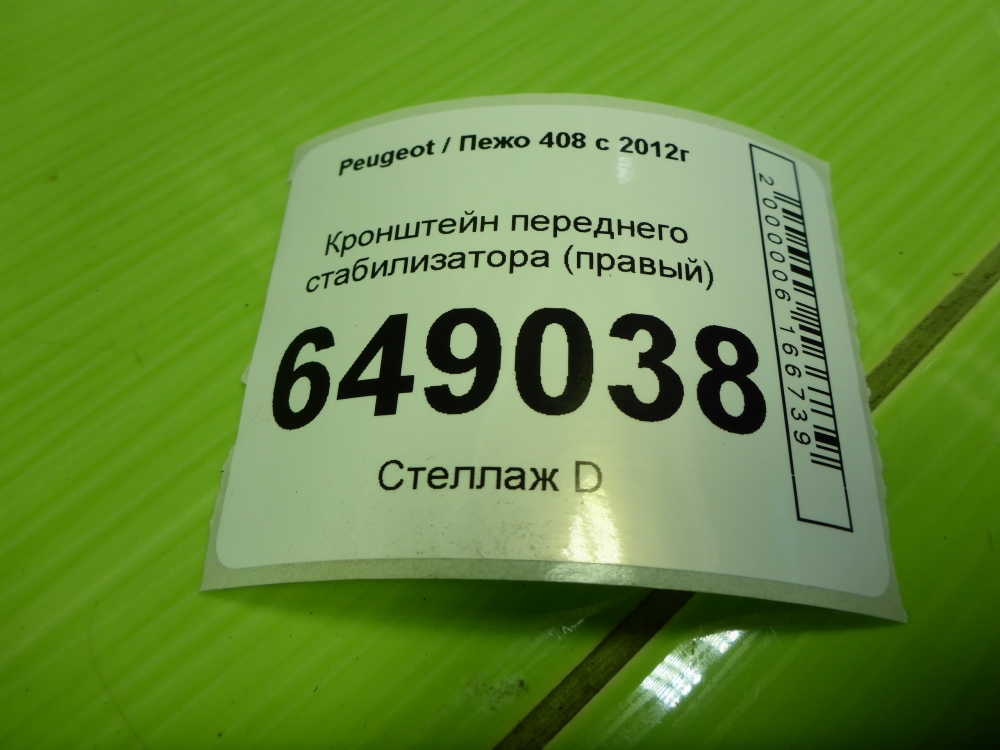 Peugeot / Пежо 408 с 2012г
Кронштейн переднего
стабилизатора (правый)
649038
Стеллаж D
2000006166739